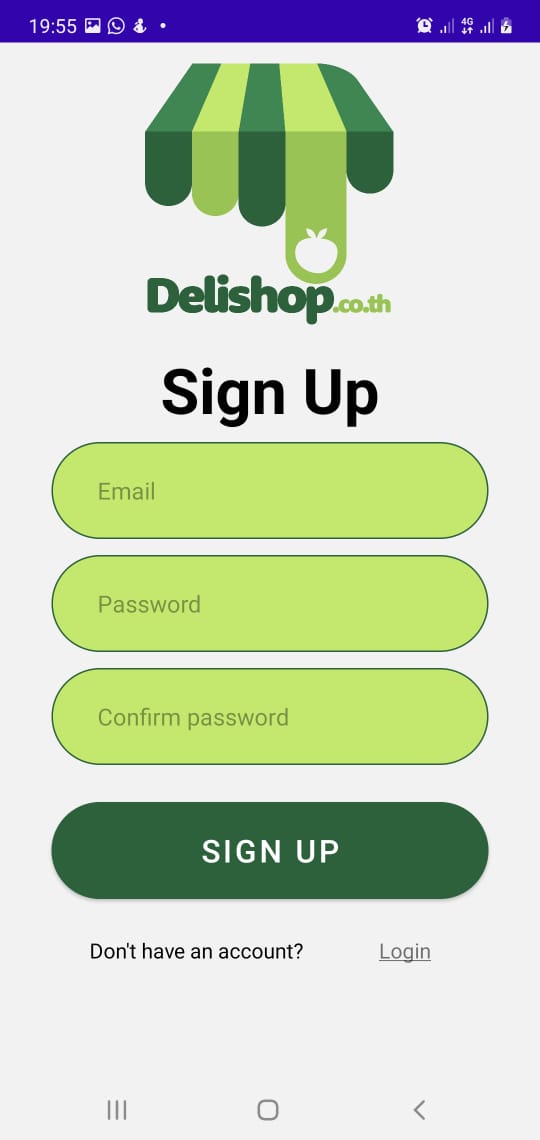 19:55
4G
Delishop.co.th
Sign Up
Email
Password
Confirm password
SIGN UP
Don't have an account? Login